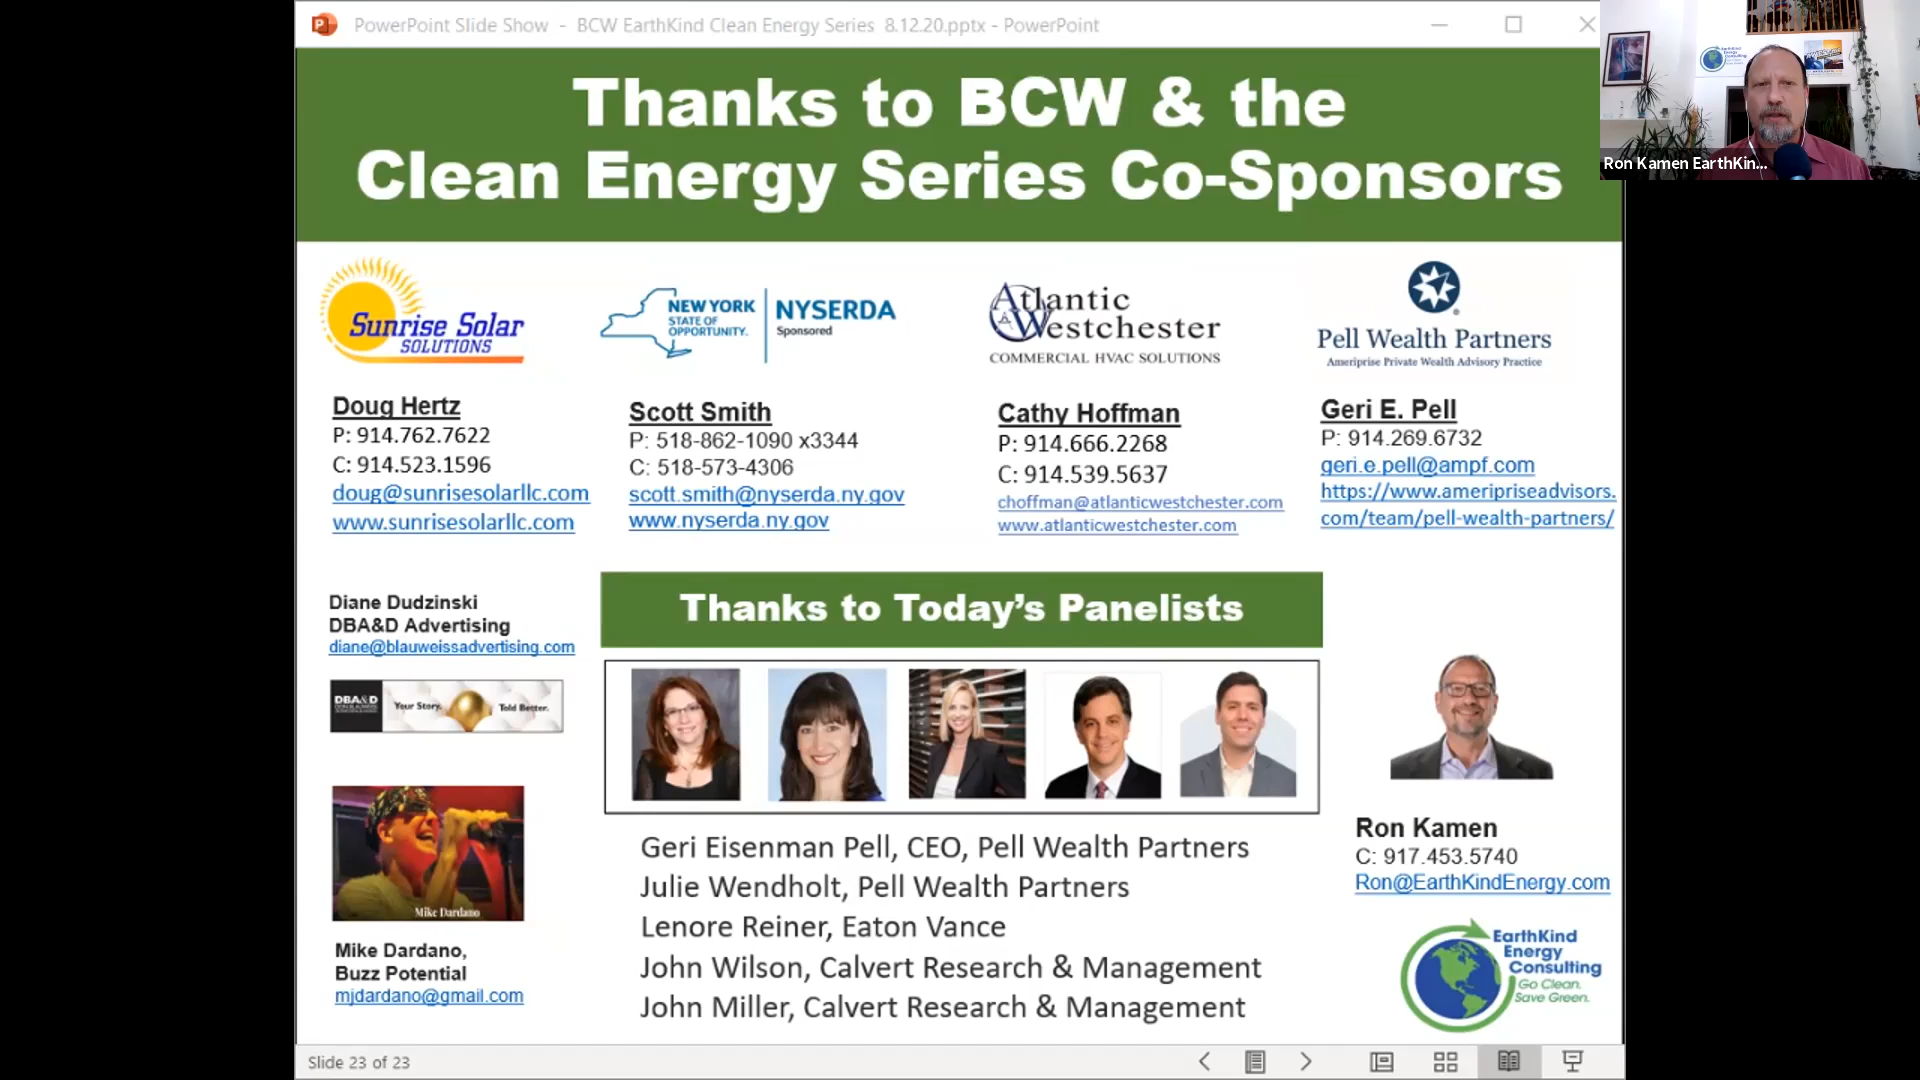 PowerPoint Slide Show - BCW EarthKind Clean Energy Series 8.12.20.pptx - PowerPoint
Thanks to BCW & the
Clean Energy Series Co-Sponsors
Ron Kamen EarthKin...
Sunrise Solar
SOLUTIONS
NEW YORK
STATE OF
OPPORTUNITY.
NYSERDA
Sponsored
Atlantic
Westchester
COMMERCIAL HVAC SOLUTIONS
Pell Wealth Partners
Ameriprise Private Wealth Advisory Practice
Doug Hertz
P: 914.762.7622
C: 914.523.1596
doug@sunrisesolarllc.com
www.sunrisesolarllc.com
Scott Smith
P: 518-862-1090 x3344
C: 518-573-4306
scott.smith@nyserda.ny.gov
www.nyserda.ny.gov
Cathy Hoffman
P: 914.666.2268
C: 914.539.5637
choffman@atlanticwestchester.com
www.atlanticwestchester.com
Geri E. Pell
P: 914.269.6732
geri.e.pell@ampf.com
https://www.ameripriseadvisors.
com/team/pell-wealth-partners/
Diane Dudzinski
DBA&D Advertising
diane@blauweissadvertising.com
DBA&D
Your Story. Told Better.
Mike Dardano
Mike Dardano,
Buzz Potential
mjdardano@gmail.com
Thanks to Today's Panelists
Geri Eisenman Pell, CEO, Pell Wealth Partners
Julie Wendholt, Pell Wealth Partners
Lenore Reiner, Eaton Vance
John Wilson, Calvert Research & Management
John Miller, Calvert Research & Management
Ron Kamen
C: 917.453.5740
Ron@EarthKindEnergy.com
EarthKind
Energy
Consulting
Go Clean.
Save Green.
Slide 23 of 23